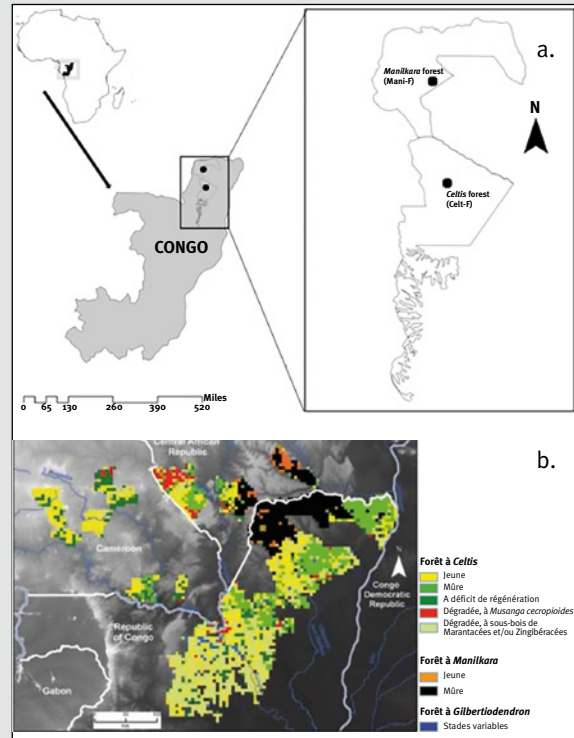 a.
Manilkara forest
(Mani-F)
N
Celtis forest
(Celt-F)
CONGO
Miles
0 65 130 260 390 520
b.
Central African
Republic
Cameroon
Congo
Democratic
Republic
Republic
of Congo
Gabon
Forêt à Celtis
Jeune
Mûre
A déficit de régénération
Dégradée, à Musanga cecropioides
Dégradée à sous-bois de
Marantacées et/ou Zingibéracées
Forêt à Manilkara
Jeune
Mûre
Forêt à Gilbertiodendron
Stades variables